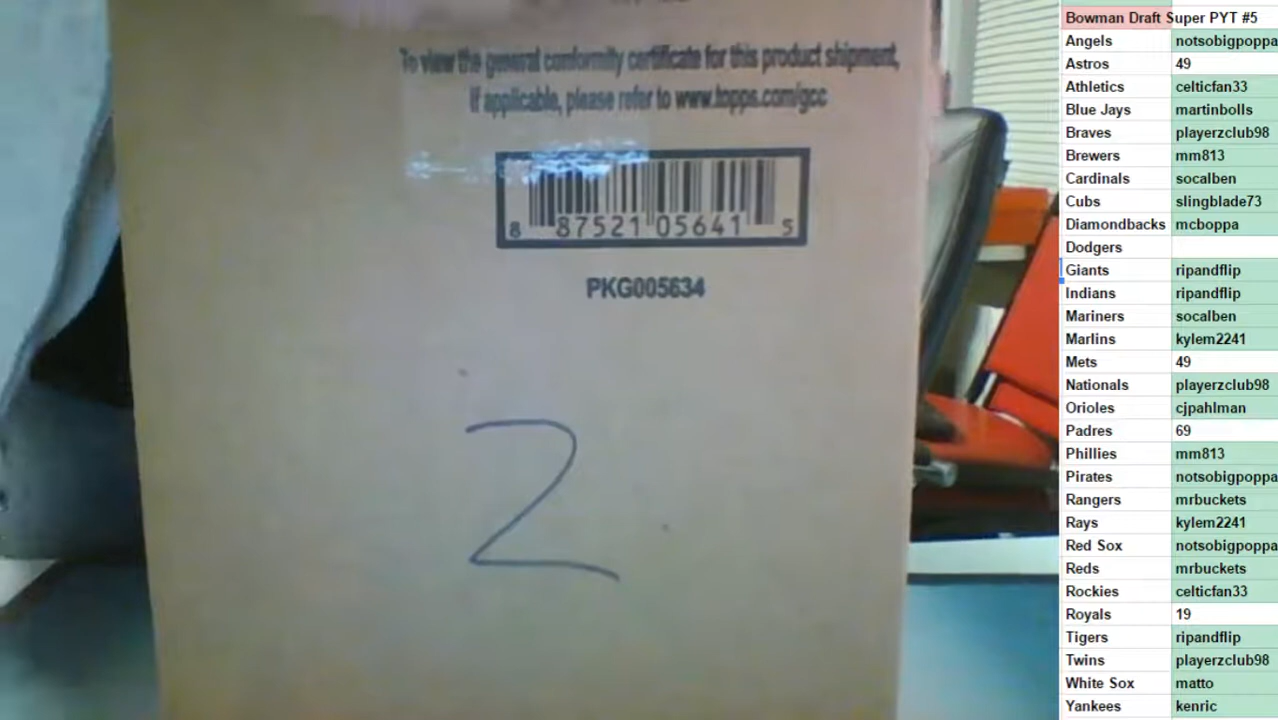 To view the general conformity certificate for this product shipment,
if applicable, please refer to www.topps.com/gcc
8 87521 05641 5
PKG005634
2
Bowman Draft Super PYT #5
Angels notsobigpoppa
Astros 49
Athletics celticfan33
Blue Jays martinbolls
Braves playerzclub98
Brewers mm813
Cardinals socalben
Cubs slingblade73
Diamondbacks mcboppa
Dodgers
Giants ripandflip
Indians ripandflip
Mariners socalben
Marlins kylem2241
Mets 49
Nationals playerzclub98
Orioles cjpahlman
Padres 69
Phillies mm813
Pirates notsobigpoppa
Rangers mrbuckets
Rays kylem2241
Red Sox notsobigpoppa
Reds mrbuckets
Rockies celticfan33
Royals 19
Tigers ripandflip
Twins playerzclub98
White Sox matto
Yankees kenric